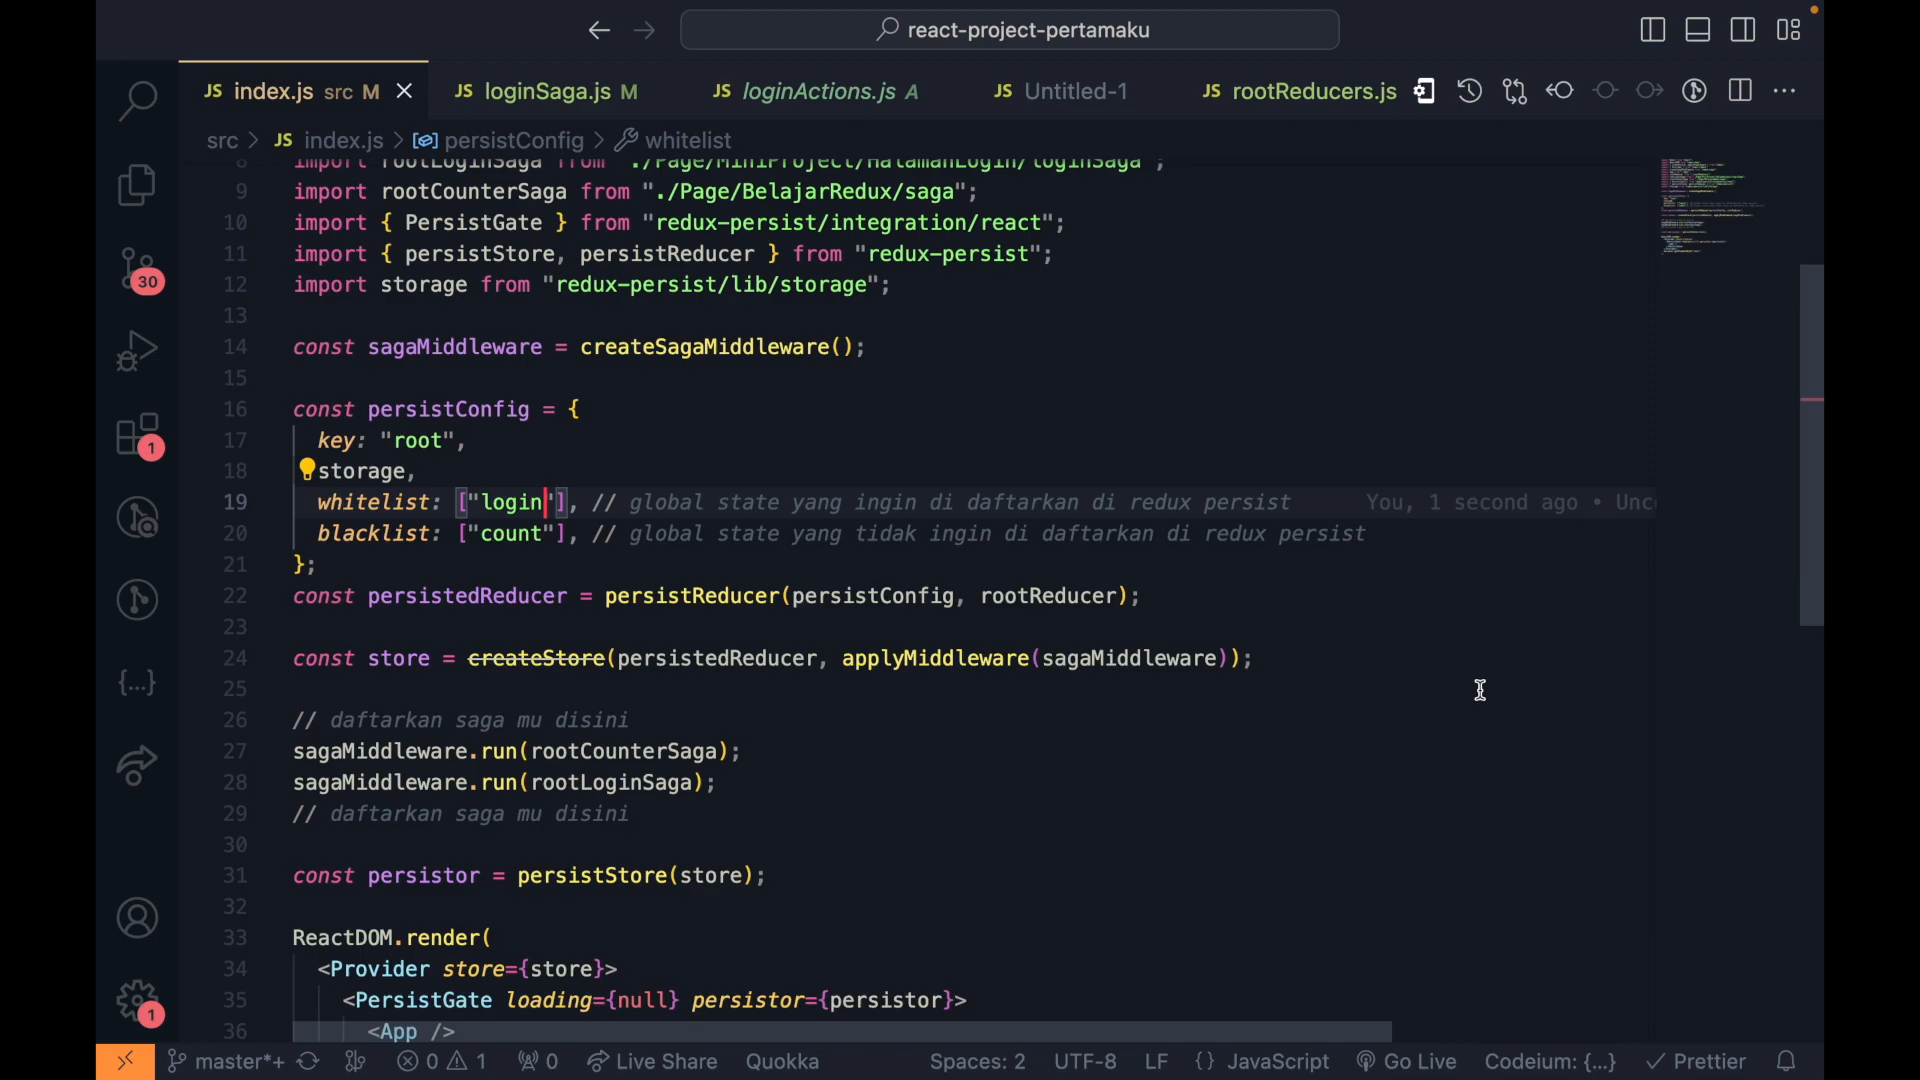 react-project-pertamaku
JS index.js src M
JS loginSaga.js M
JS loginActions.js A
JS Untitled-1
JS rootReducers.js
src > JS index.js > persistConfig > whitelist
8 import rootLoginSaga from "./Page/MiniProject/HalamanLogin/loginSaga";
9 import rootCounterSaga from "./Page/BelajarRedux/saga";
10 import { PersistGate } from "redux-persist/integration/react";
11 import { persistStore, persistReducer } from "redux-persist";
12 import storage from "redux-persist/lib/storage";
13
14 const sagaMiddleware = createSagaMiddleware();
15
16 const persistConfig = {
17 key: "root",
18 storage,
19 whitelist: ["login"], // global state yang ingin di daftarkan di redux persist You, 1 second ago • Unc
20 blacklist: ["count"], // global state yang tidak ingin di daftarkan di redux persist
21 };
22 const persistedReducer = persistReducer(persistConfig, rootReducer);
23
24 const store = createStore(persistedReducer, applyMiddleware(sagaMiddleware));
25
26 // daftarkan saga mu disini
27 sagaMiddleware.run(rootCounterSaga);
28 sagaMiddleware.run(rootLoginSaga);
29 // daftarkan saga mu disini
30
31 const persistor = persistStore(store);
32
33 ReactDOM.render(
34 <Provider store={store}>
35 <PersistGate loading={null} persistor={persistor}>
36 <App />
30
1
1
master*+ 0 1 0 Live Share Quokka Spaces: 2 UTF-8 LF {} JavaScript Go Live Codeium: {...} Prettier